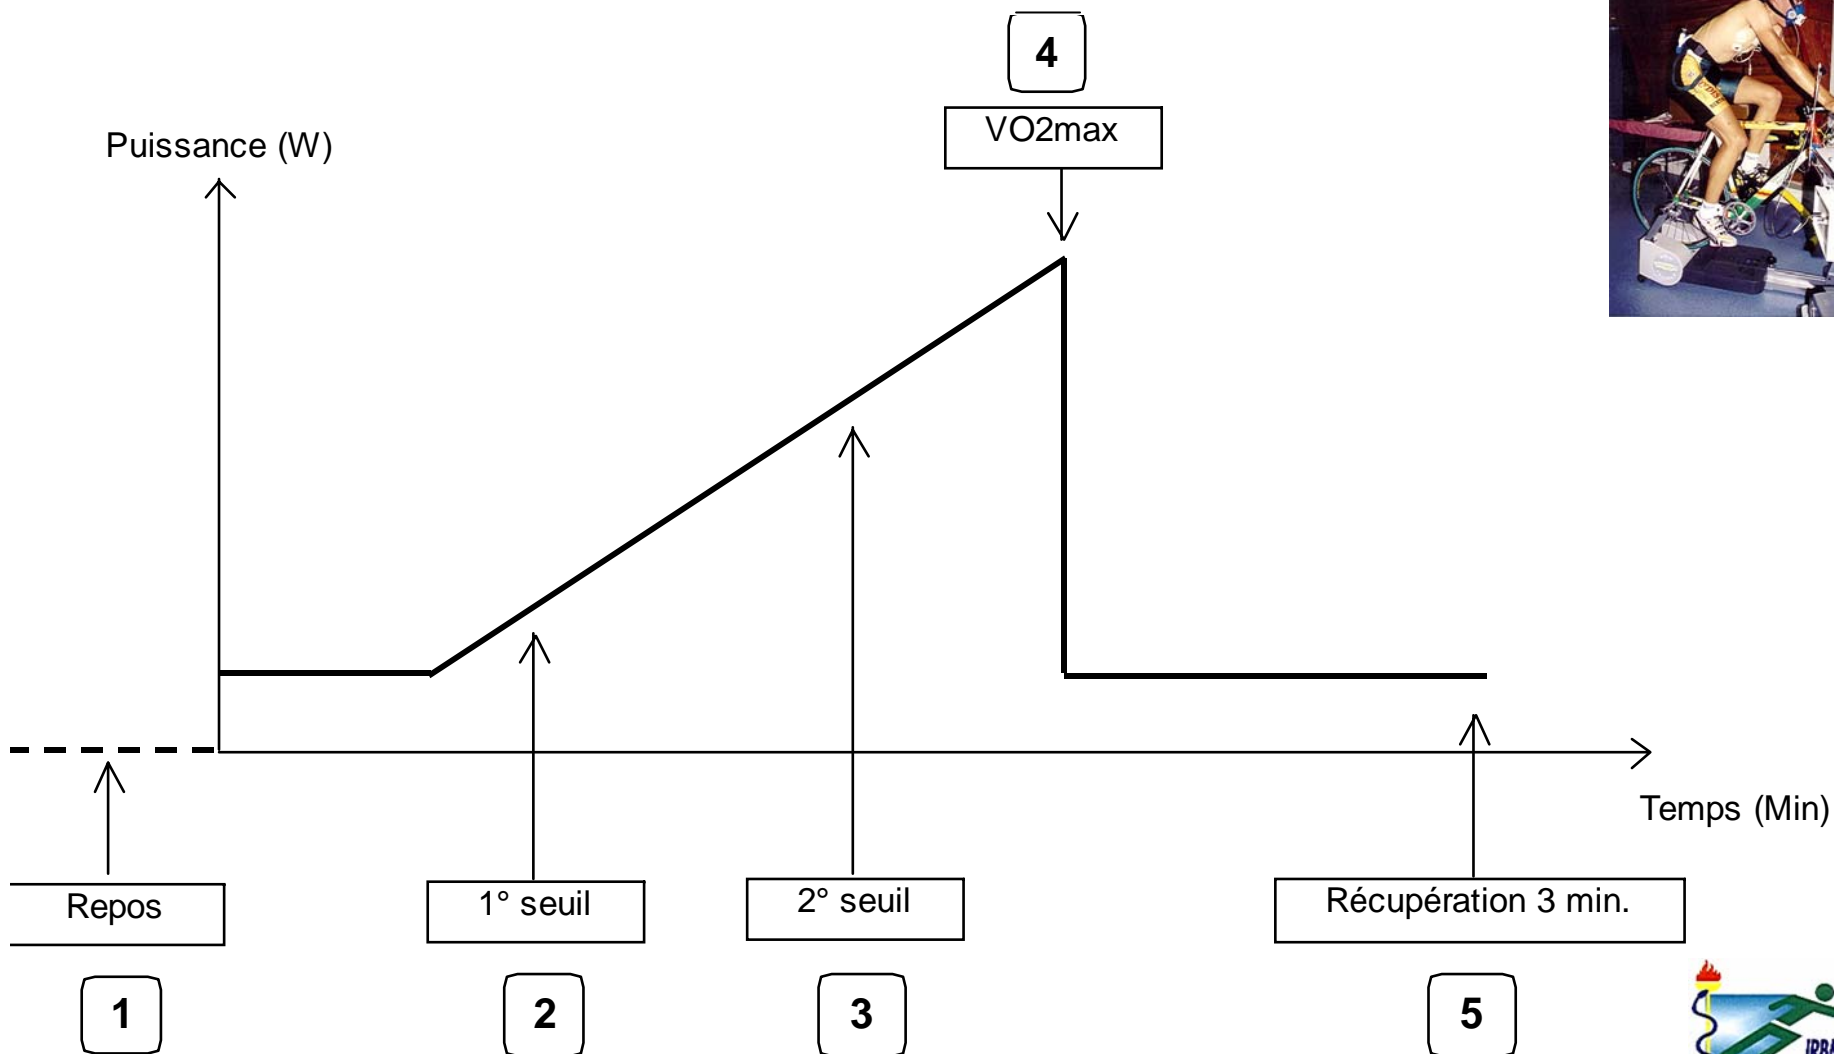 4
VO2max
Puissance (W)
Temps (Min)
Repos
1° seuil
2° seuil
Récupération 3 min.
1
2
3
5